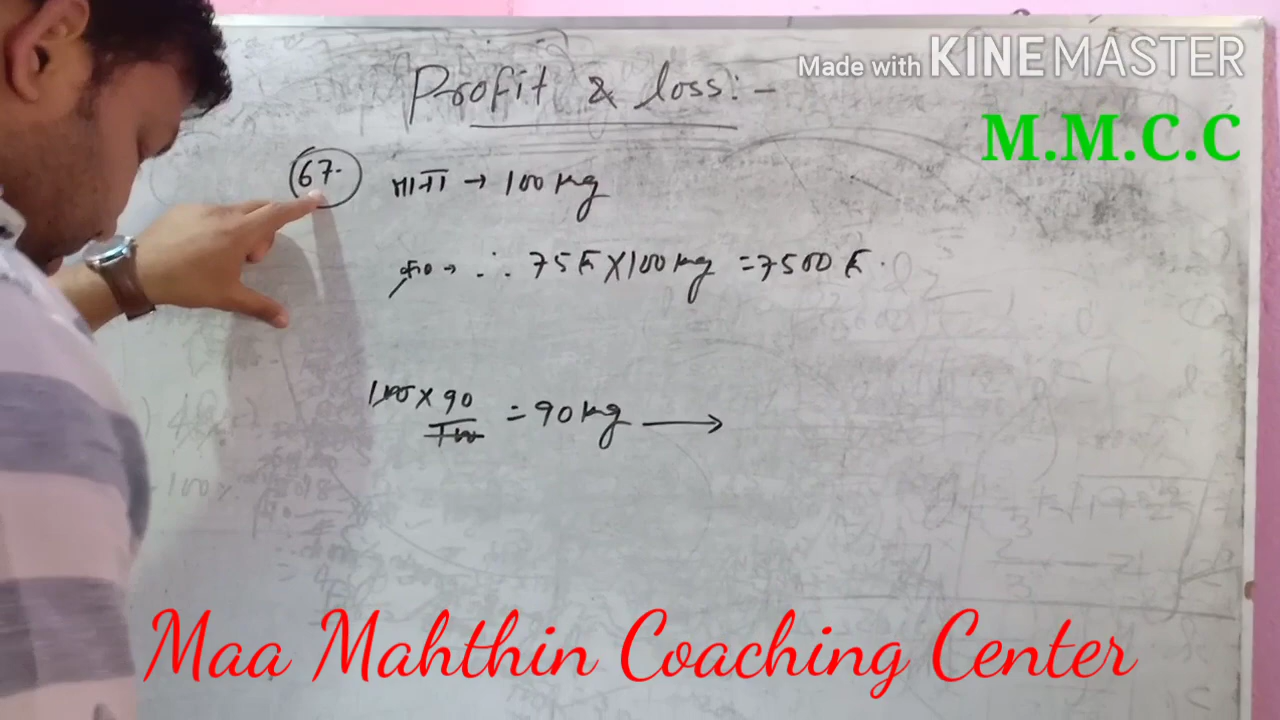 Made with KINEMASTER
Profit & loss:-
M.M.C.C
67.
माना → 100 kg
∴ 75 ₹ X 100 kg = 7500 ₹.
100 x 90
100
= 90 kg →
Maa Mahthin Coaching Center